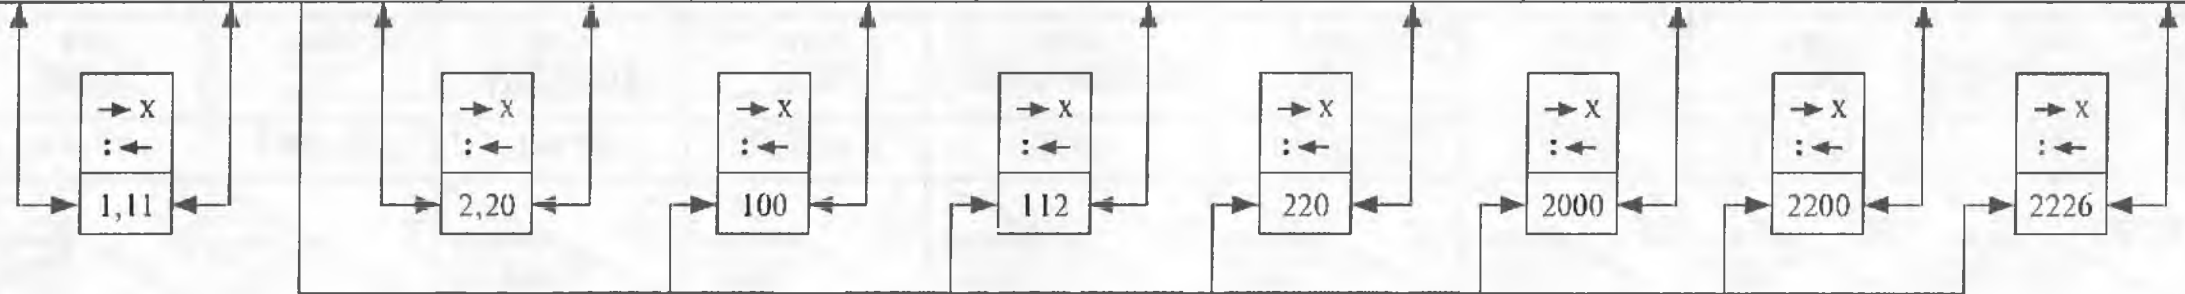 → X → X → X → X → X → X → X → X
:← :← :← :← :← :← :← :←
1,11 2,20 100 112 220 2000 2200 2226